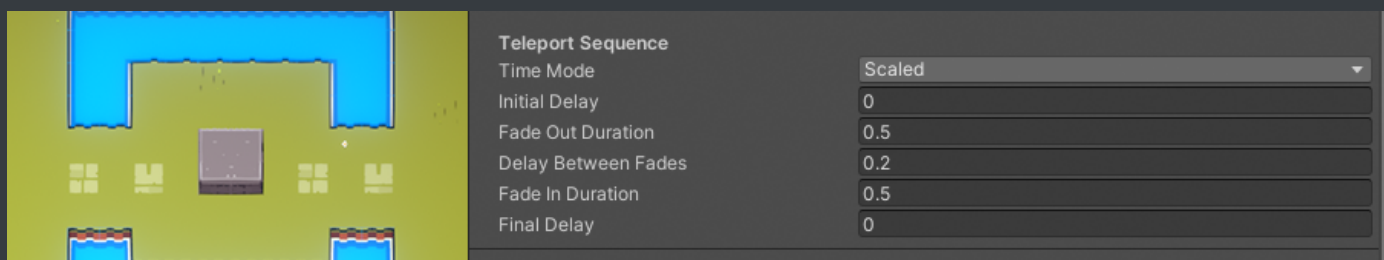 Teleport Sequence
Time Mode Scaled
Initial Delay 0
Fade Out Duration 0.5
Delay Between Fades 0.2
Fade In Duration 0.5
Final Delay 0